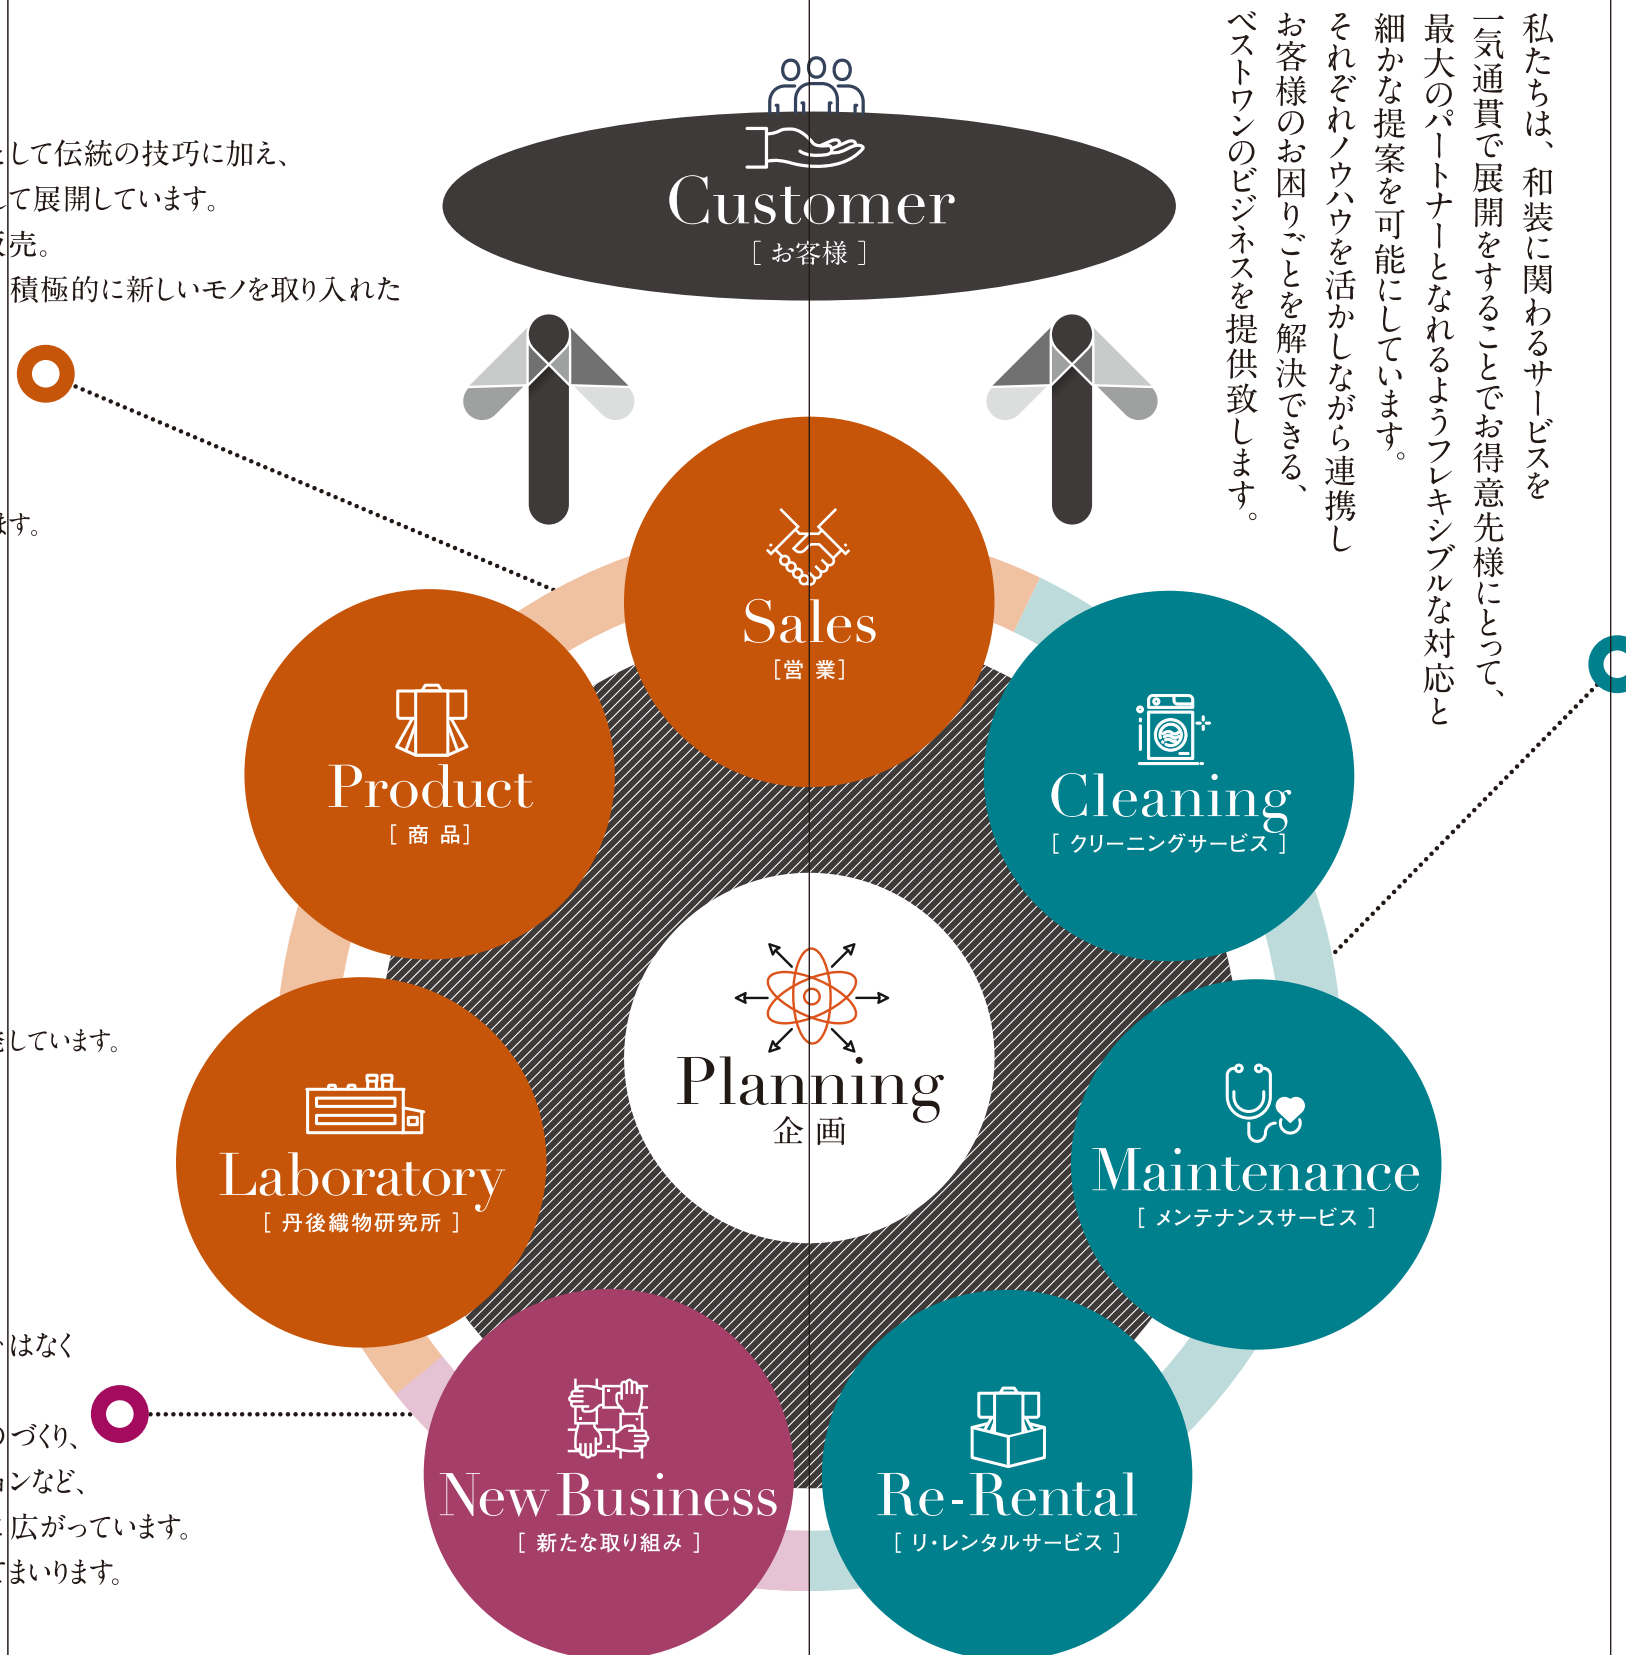 私たちは、和装に関わるサービスを
一気通貫で展開をすることでお得意先様にとって、
最大のパートナーとなれるようフレキシブルな対応と
細かな提案を可能にしています。
それぞれノウハウを活かしながら連携し
お客様のお困りごとを解決できる、
ベストワンのビジネスを提供致します。
して伝統の技巧に加え、
て展開しています。
売。
積極的に新しいモノを取り入れた
ます。
しています。
はなく
づくり、
ンなど、
広がっています。
まいります。
Customer
[ お客様 ]
Sales
[営 業]
Product
[ 商 品]
Cleaning
[ クリーニングサービス ]
Planning
企画
Laboratory
[ 丹後織物研究所 ]
Maintenance
[ メンテナンスサービス ]
New Business
[ 新たな取り組み ]
Re-Rental
[ リ・レンタルサービス ]